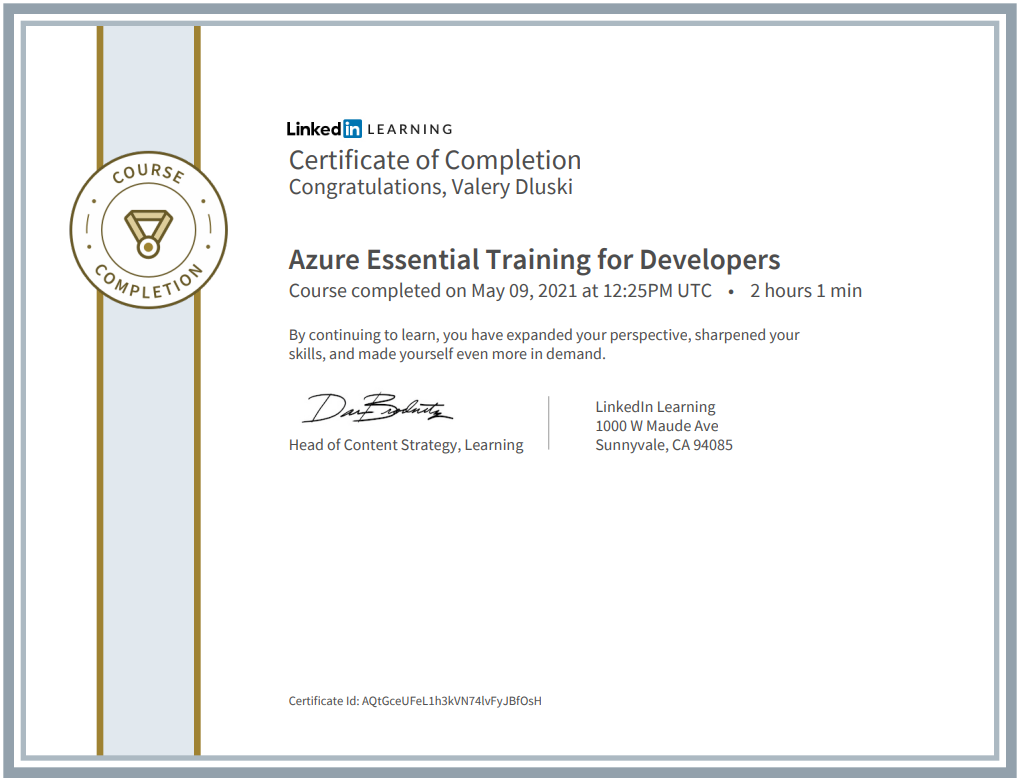 COURSE
COMPLETION
Linked in LEARNING
Certificate of Completion
Congratulations, Valery Dluski
Azure Essential Training for Developers
Course completed on May 09, 2021 at 12:25PM UTC • 2 hours 1 min
By continuing to learn, you have expanded your perspective, sharpened your
skills, and made yourself even more in demand.
Head of Content Strategy, Learning
LinkedIn Learning
1000 W Maude Ave
Sunnyvale, CA 94085
Certificate Id: AQtGceUFeL1h3kVN74lvFyJBfOsH